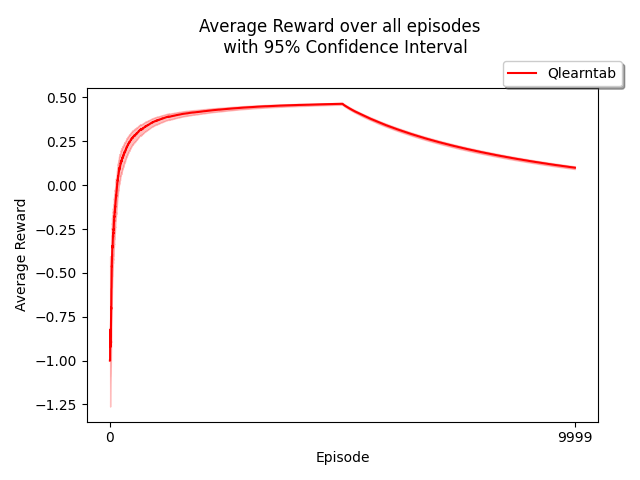 Average Reward over all episodes
with 95% Confidence Interval
Qlearntab
0.50
0.25
0.00
−0.25
−0.50
−0.75
−1.00
−1.25
Average Reward
0
9999
Episode